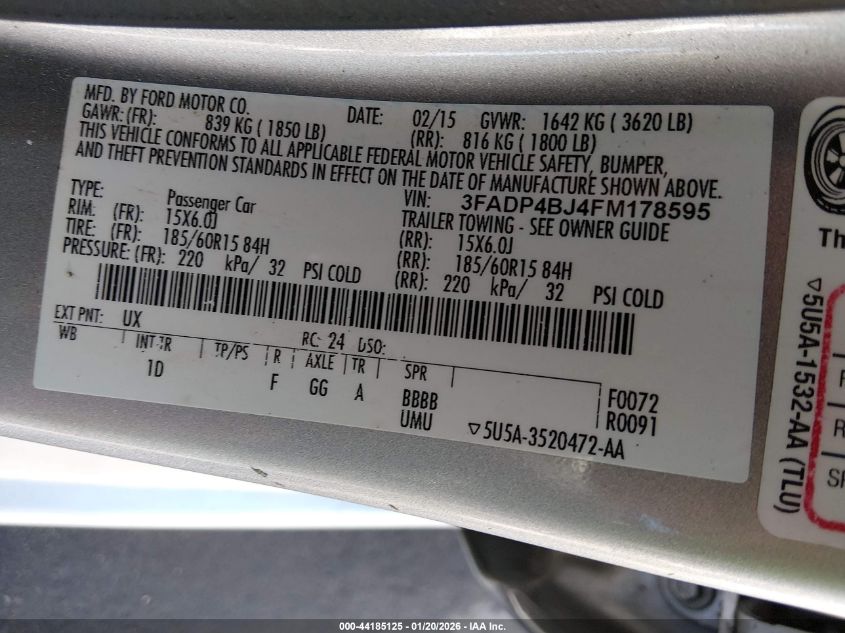 MFD. BY FORD MOTOR CO.
DATE: 02/15 GVWR: 1642 KG ( 3620 LB)
GAWR: (FR): 839 KG ( 1850 LB) (RR): 816 KG ( 1800 LB)
THIS VEHICLE CONFORMS TO ALL APPLICABLE FEDERAL MOTOR VEHICLE SAFETY, BUMPER,
AND THEFT PREVENTION STANDARDS IN EFFECT ON THE DATE OF MANUFACTURE SHOWN ABOVE.
VIN: 3FADP4BJ4FM178595
TYPE: Passenger Car
TRAILER TOWING - SEE OWNER GUIDE
RIM: (FR): 15X6.0J (RR): 15X6.0J
TIRE: (FR): 185/60R15 84H (RR): 185/60R15 84H
PRESSURE: (FR): 220 kPa/ 32 PSI COLD (RR): 220 kPa/ 32 PSI COLD
EXT PNT: UX RC: 24 DSO:
WB INT TR TP/PS R AXLE TR SPR
1D F GG A BBBB F0072
UMU R0091
▽5U5A-3520472-AA
Th
▽5U5A-1532-AA (TLU)
F
R
SP
000-44185125 - 01/20/2026 - IAA Inc.